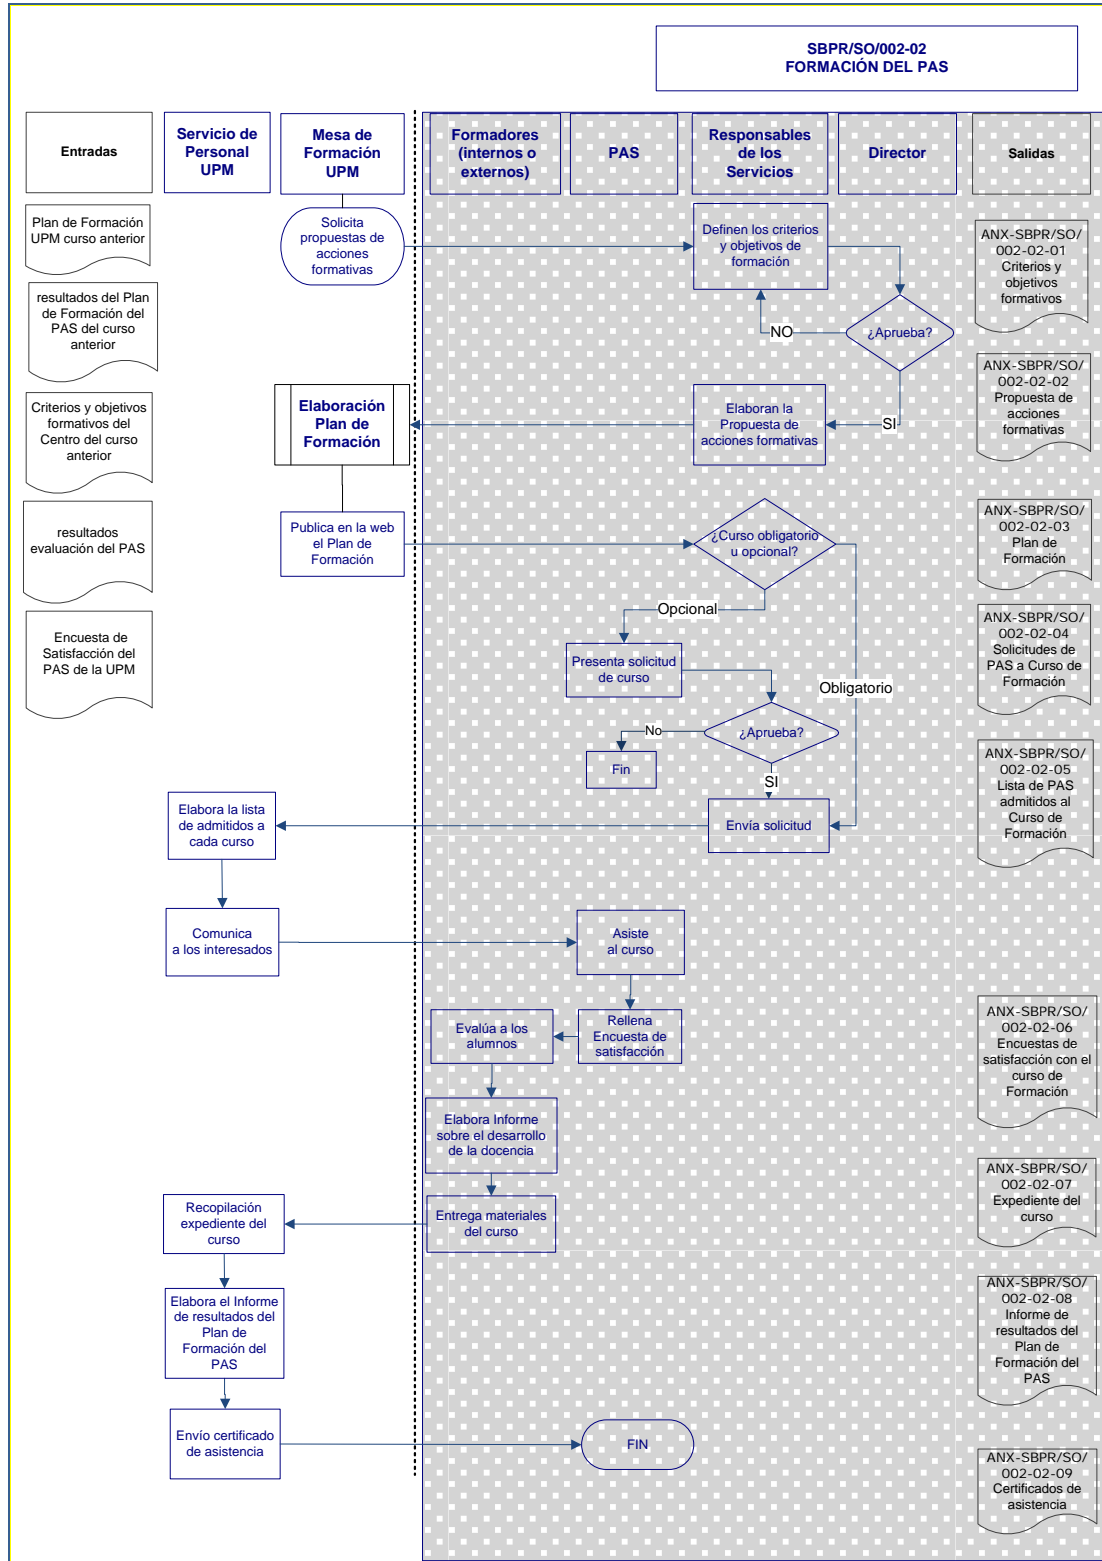 SBPR/SO/002-02
FORMACIÓN DEL PAS
Entradas
Servicio de
Personal
UPM
Mesa de
Formación
UPM
Formadores
(internos o
externos)
PAS
Responsables
de los
Servicios
Director
Salidas
Plan de Formación
UPM curso anterior
Solicita
propuestas de
acciones
formativas
Definen los criterios
y objetivos de
formación
ANX-SBPR/SO/
002-02-01
Criterios y
objetivos
formativos
resultados del Plan
de Formación del
PAS del curso
anterior
NO
¿Aprueba?
ANX-SBPR/SO/
002-02-02
Propuesta de
acciones
formativas
Criterios y objetivos
formativos del
Centro del curso
anterior
Elaboración
Plan de
Formación
Elaboran la
Propuesta de
acciones formativas
SI
resultados
evaluación del PAS
Publica en la web
el Plan de
Formación
¿Curso obligatorio
u opcional?
ANX-SBPR/SO/
002-02-03
Plan de
Formación
Opcional
Encuesta de
Satisfacción del
PAS de la UPM
Presenta solicitud
de curso
Obligatorio
ANX-SBPR/SO/
002-02-04
Solicitudes de
PAS a Curso de
Formación
No
¿Aprueba?
Fin
SI
ANX-SBPR/SO/
002-02-05
Lista de PAS
admitidos al
Curso de
Formación
Elabora la lista
de admitidos a
cada curso
Envía solicitud
Comunica
a los interesados
Asiste
al curso
Evalúa a los
alumnos
Rellena
Encuesta de
satisfacción
ANX-SBPR/SO/
002-02-06
Encuestas de
satisfacción con el
curso de
Formación
Elabora Informe
sobre el desarrollo
de la docencia
Recopilación
expediente del
curso
Entrega materiales
del curso
ANX-SBPR/SO/
002-02-07
Expediente del
curso
Elabora el Informe
de resultados del
Plan de
Formación del
PAS
ANX-SBPR/SO/
002-02-08
Informe de
resultados del
Plan de
Formación del
PAS
Envío certificado
de asistencia
FIN
ANX-SBPR/SO/
002-02-09
Certificados de
asistencia